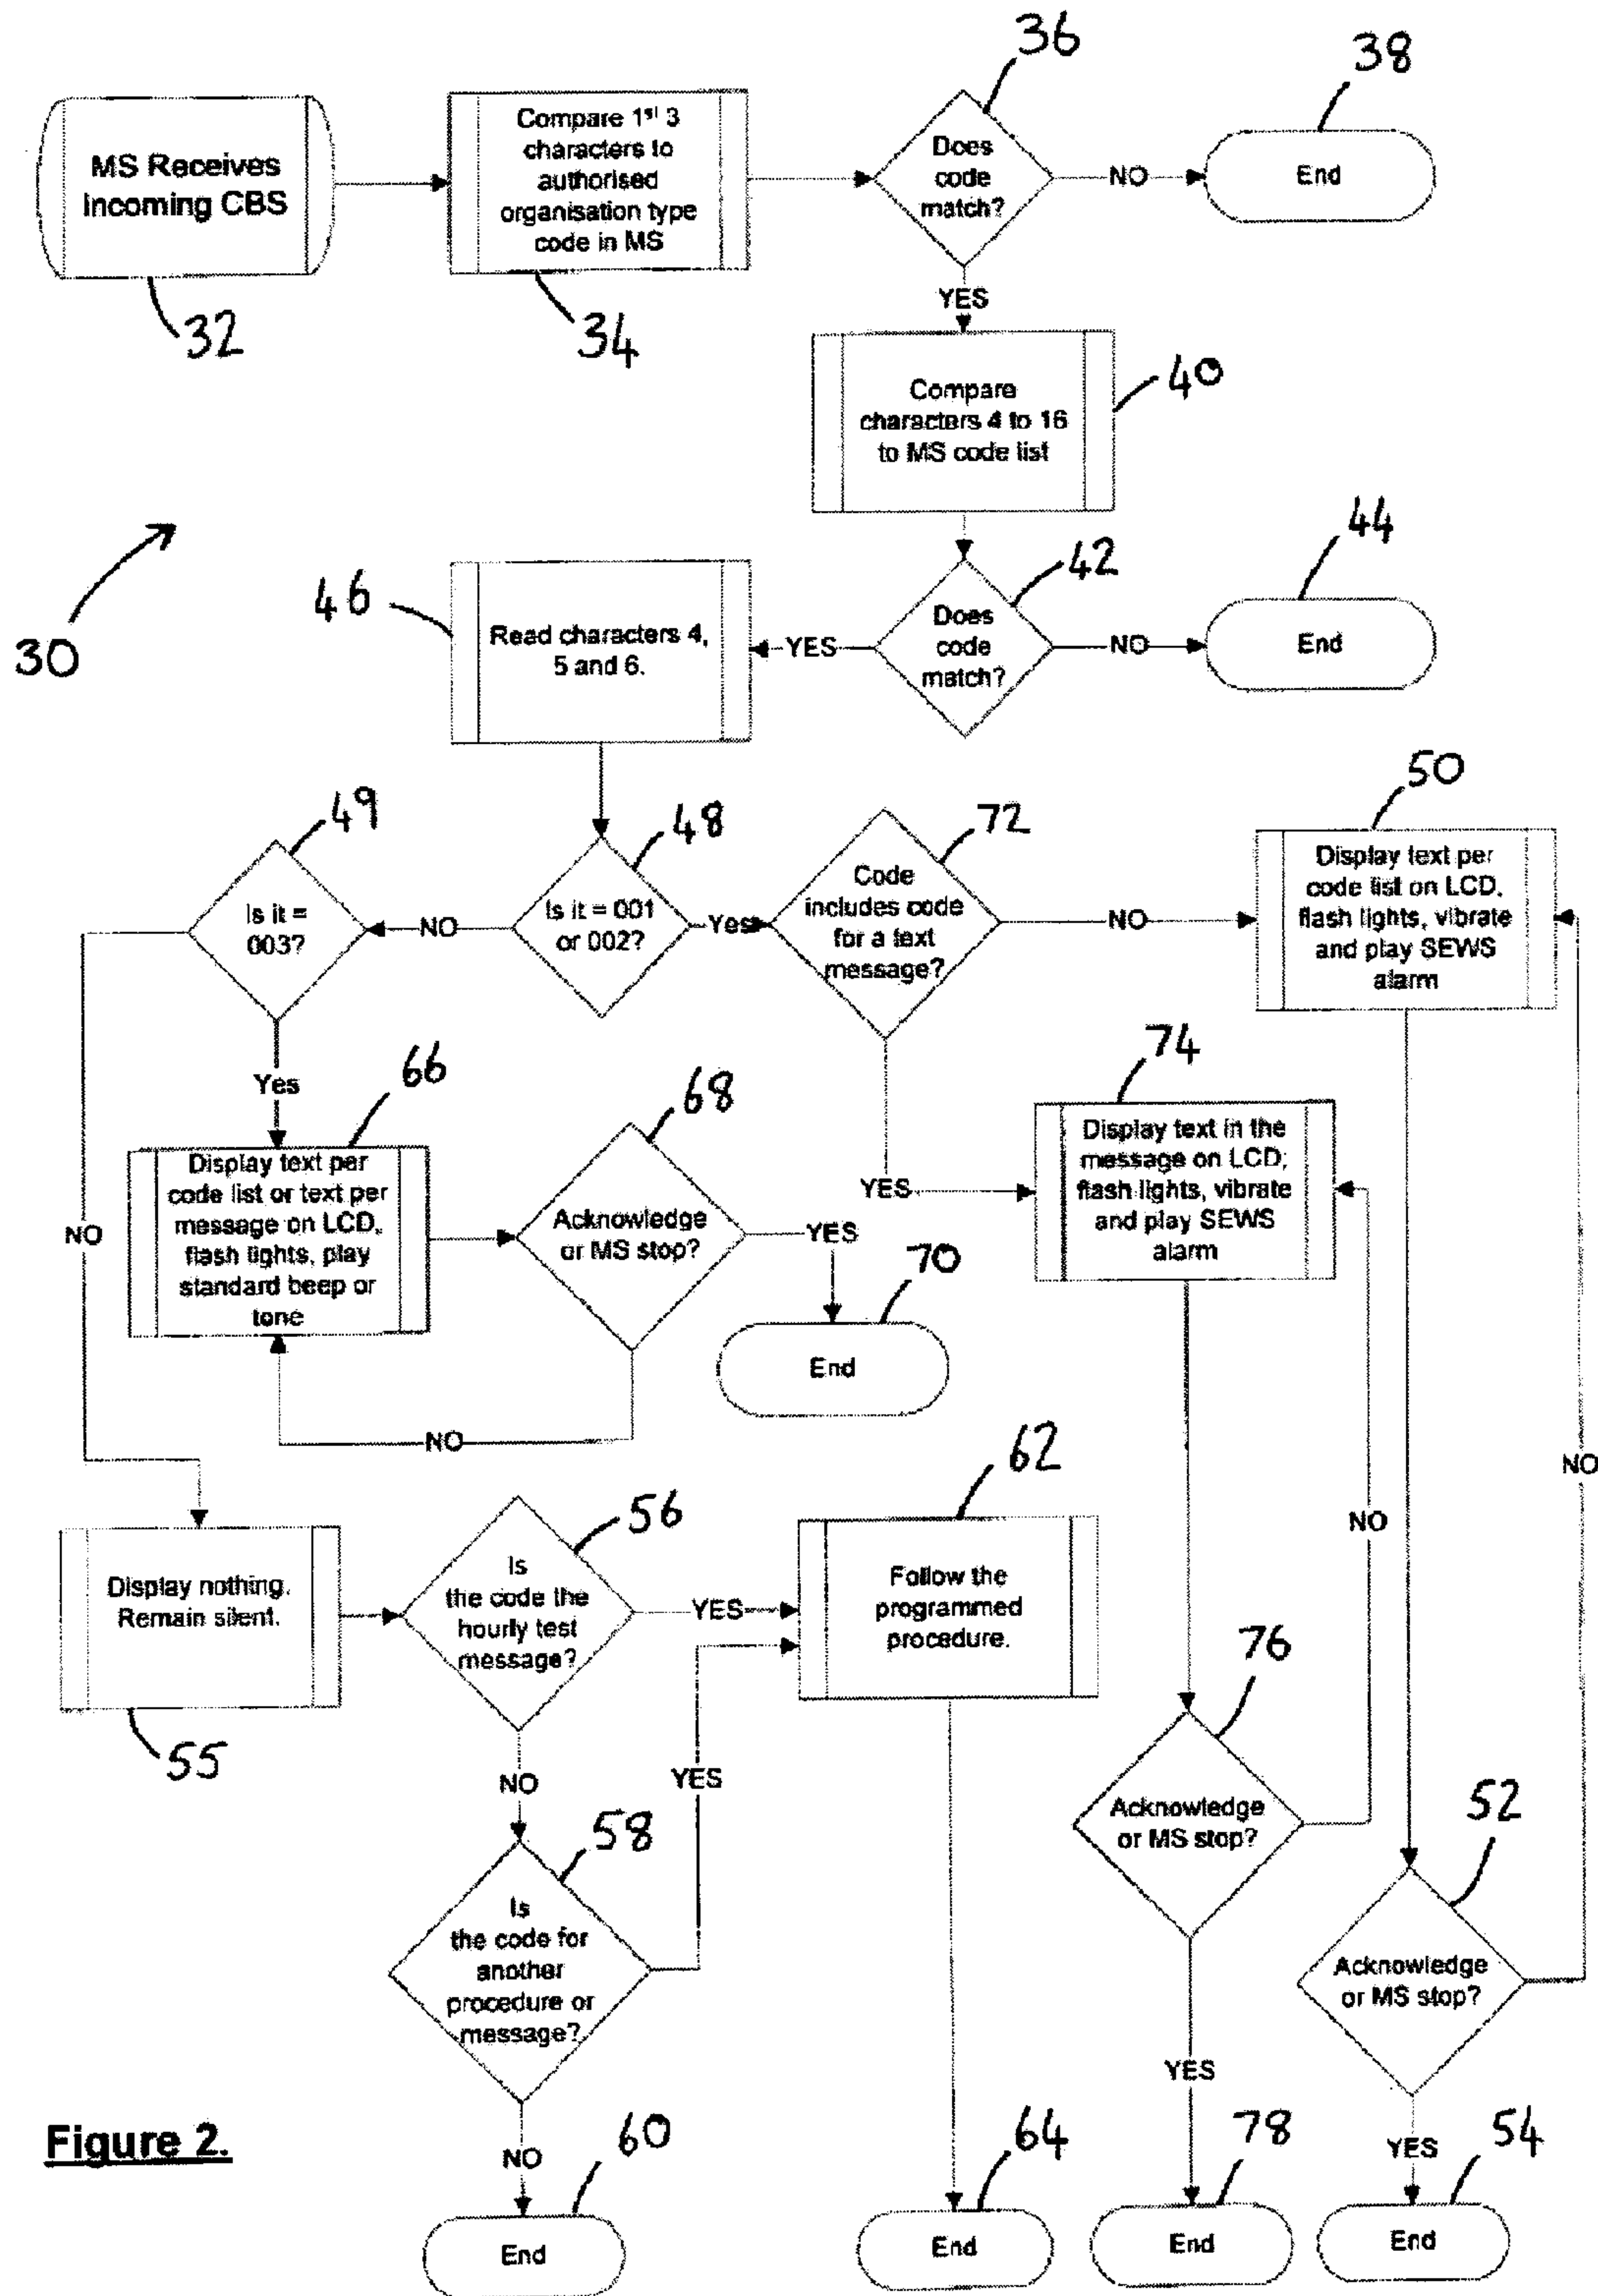 36
38
MS Receives
Incoming CBS
Compare 1st 3
characters to
authorised
organisation type
code in MS
Does
code
match?
NO
End
32
34
YES
Compare
characters 4 to 16
to MS code list
40
30
46
Read characters 4,
5 and 6.
YES
Does
code
match?
42
NO
End
44
49
Is it =
003?
NO
48
Is it = 001
or 002?
Yes
72
Code
includes code
for a text
message?
NO
50
Display text per
code list on LCD,
flash lights, vibrate
and play SEWS
alarm
Yes
66
68
YES
74
NO
Display text per
code list or text per
message on LCD,
flash lights, play
standard beep or
tone
Acknowledge
or MS stop?
YES
70
End
NO
Display text in the
message on LCD;
flash lights, vibrate
and play SEWS
alarm
NO
NO
Display nothing.
Remain silent.
55
56
Is
the code the
hourly test
message?
YES
62
Follow the
programmed
procedure.
NO
YES
58
Is
the code for
another
procedure or
message?
76
Acknowledge
or MS stop?
52
Acknowledge
or MS stop?
YES
YES
Figure 2.
NO
60
End
64
End
78
End
54
End